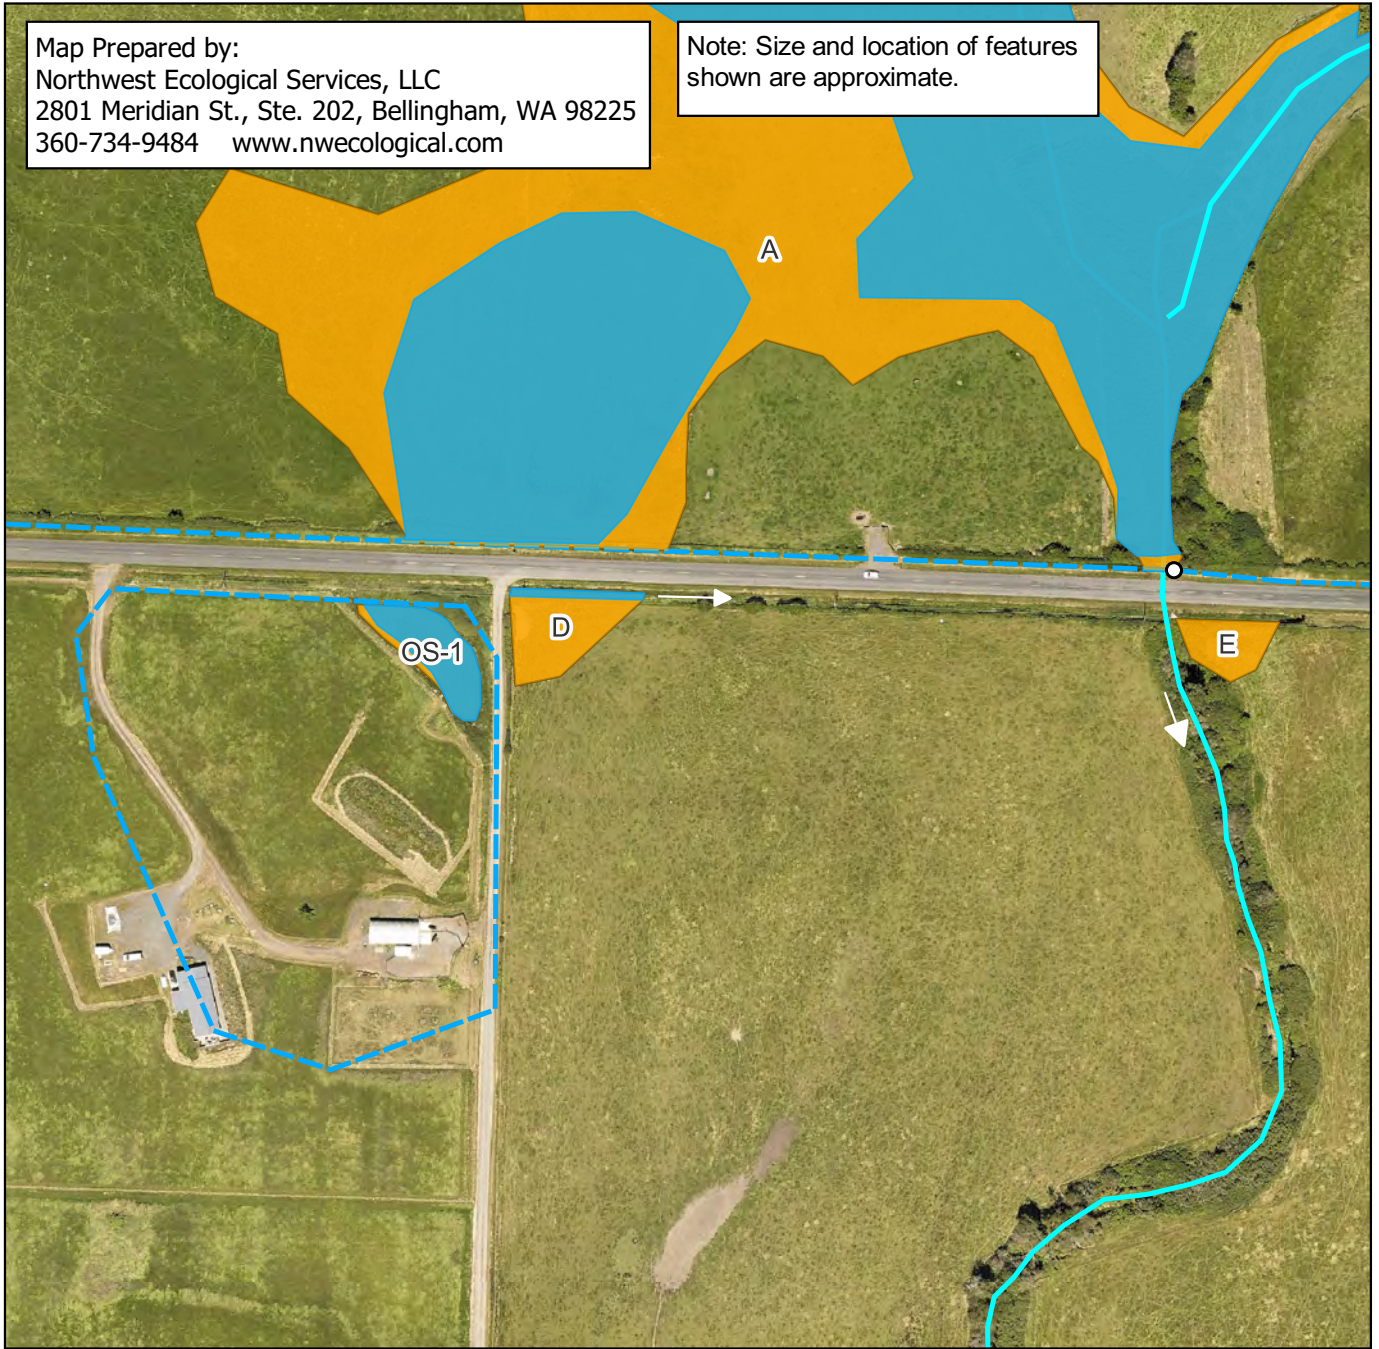 Map Prepared by:
Northwest Ecological Services, LLC
2801 Meridian St., Ste. 202, Bellingham, WA 98225
360-734-9484 www.nwecological.com
Note: Size and location of features
shown are approximate.
A
OS-1
D
E